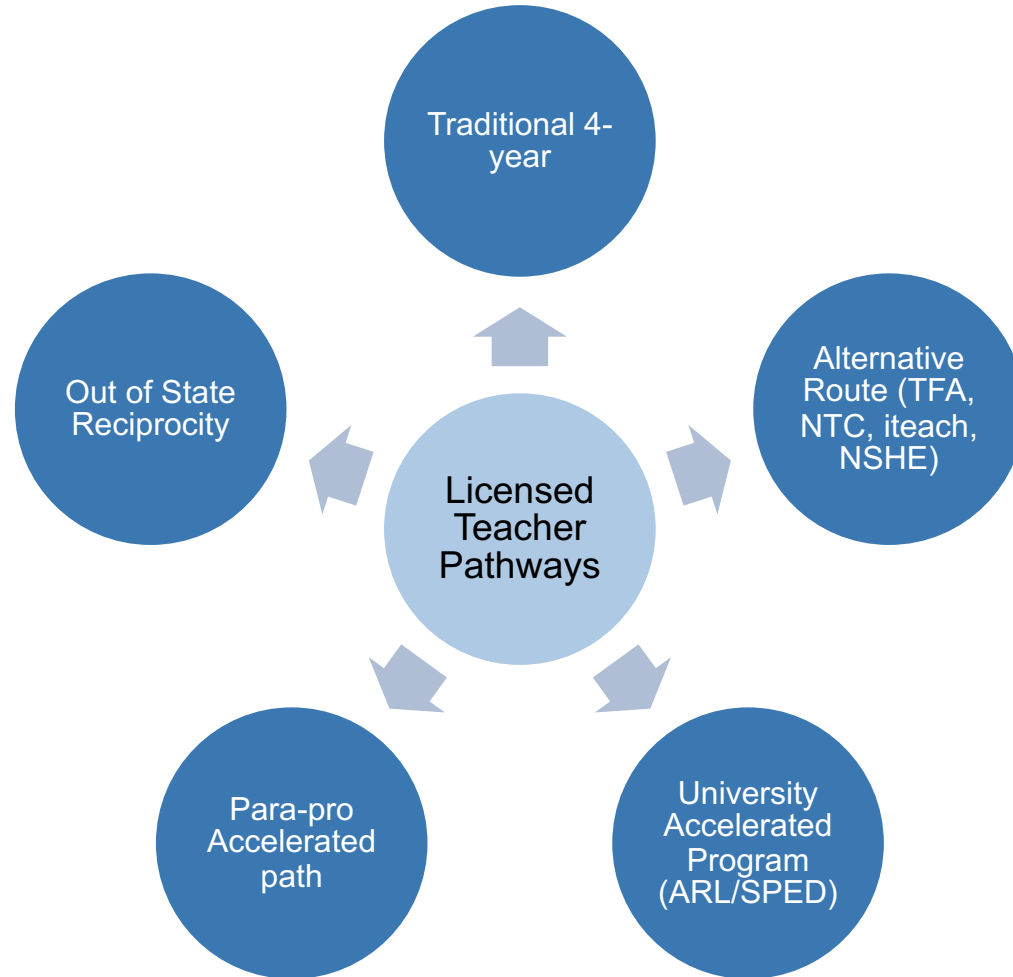 Traditional 4-
year
Alternative
Route (TFA,
NTC, iteach,
NSHE)
University
Accelerated
Program
(ARL/SPED)
Para-pro
Accelerated
path
Out of State
Reciprocity
Licensed
Teacher
Pathways